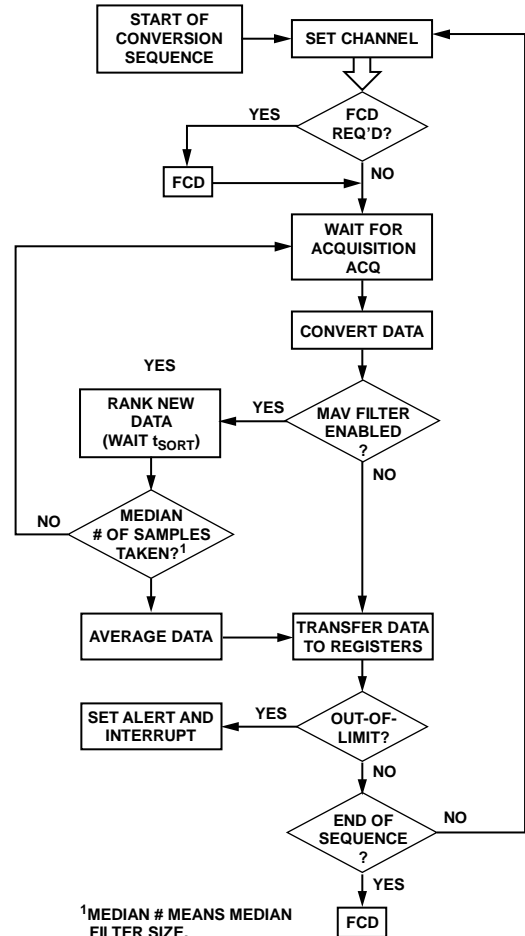 START OF
CONVERSION
SEQUENCE
SET CHANNEL
YES
FCD
REQ'D?
FCD
NO
WAIT FOR
ACQUISITION
ACQ
CONVERT DATA
YES
RANK NEW
DATA
(WAIT tSORT)
YES
MAV FILTER
ENABLED
?
NO
NO
MEDIAN
# OF SAMPLES
TAKEN?1
AVERAGE DATA
TRANSFER DATA
TO REGISTERS
SET ALERT AND
INTERRUPT
YES
OUT-OF-
LIMIT?
NO
END OF
SEQUENCE
?
NO
YES
FCD
1MEDIAN # MEANS MEDIAN
FILTER SIZE.